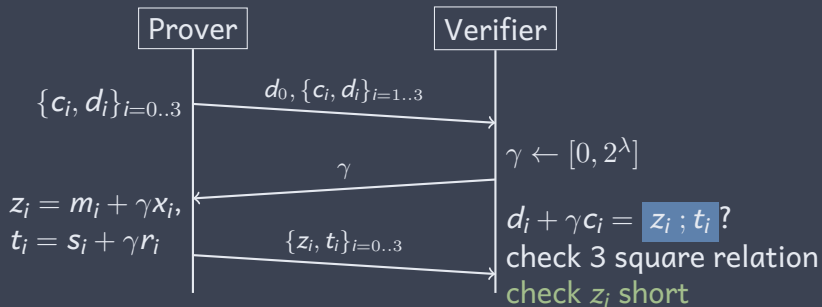 Prover
Verifier
{c_i, d_i}_{i=0..3}
d_0, {c_i, d_i}_{i=1..3}
γ ← [0, 2^λ]
γ
z_i = m_i + γx_i,
t_i = s_i + γr_i
{z_i, t_i}_{i=0..3}
d_i + γc_i = z_i ; t_i ?
check 3 square relation
check z_i short